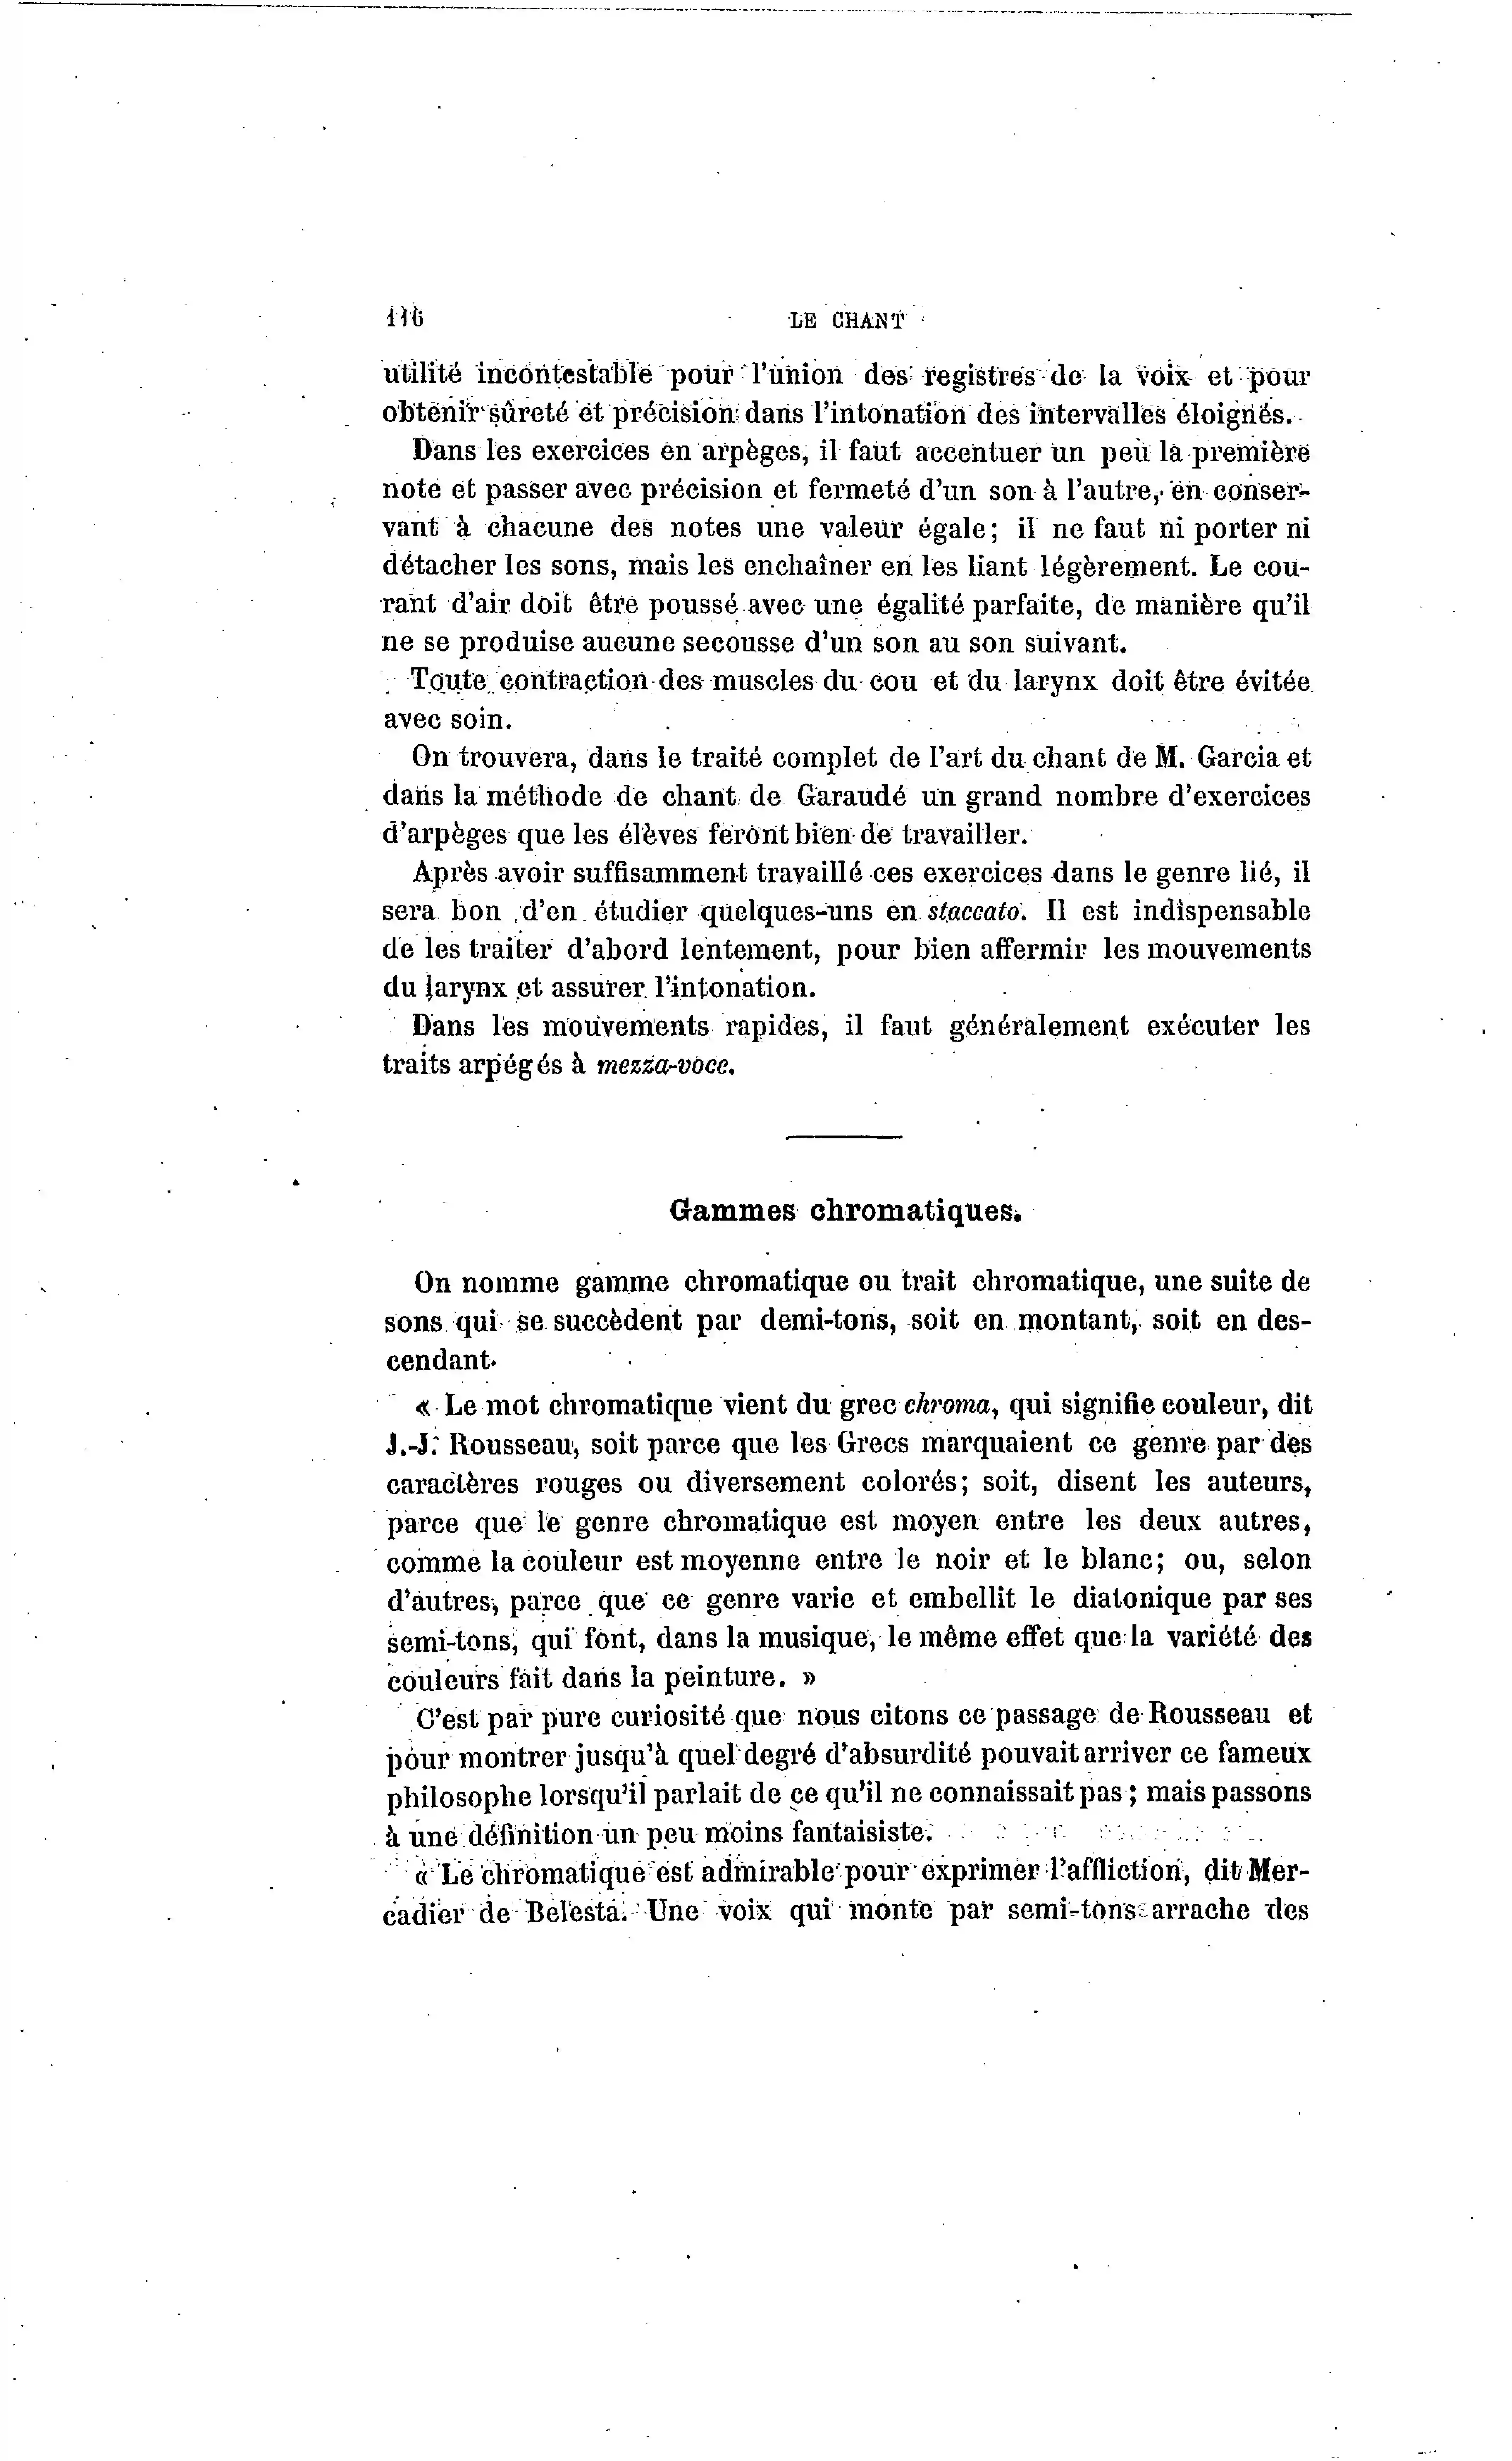 116 LE CHANT
utilité incontestable pour l'union des registres de la voix et pour
obtenir sûreté et précision dans l'intonation des intervalles éloignés.
Dans les exercices en arpèges, il faut accentuer un peu la première
note et passer avec précision et fermeté d'un son à l'autre, en conser-
vant à chacune des notes une valeur égale; il ne faut ni porter ni
détacher les sons, mais les enchaîner en les liant légèrement. Le cou-
rant d'air doit être poussé avec une égalité parfaite, de manière qu'il
ne se produise aucune secousse d'un son au son suivant.
Toute contraction des muscles du cou et du larynx doit être évitée
avec soin.
On trouvera, dans le traité complet de l'art du chant de M. Garcia et
dans la méthode de chant de Garaudé un grand nombre d'exercices
d'arpèges que les élèves feront bien de travailler.
Après avoir suffisamment travaillé ces exercices dans le genre lié, il
sera bon d'en étudier quelques-uns en staccato. Il est indispensable
de les traiter d'abord lentement, pour bien affermir les mouvements
du larynx et assurer l'intonation.
Dans les mouvements rapides, il faut généralement exécuter les
traits arpégés à mezza-voce.
Gammes chromatiques.
On nomme gamme chromatique ou trait chromatique, une suite de
sons qui se succèdent par demi-tons, soit en montant, soit en des-
cendant.
« Le mot chromatique vient du grec chroma, qui signifie couleur, dit
J.-J. Rousseau, soit parce que les Grecs marquaient ce genre par des
caractères rouges ou diversement colorés; soit, disent les auteurs,
parce que le genre chromatique est moyen entre les deux autres,
comme la couleur est moyenne entre le noir et le blanc; ou, selon
d'autres, parce que ce genre varie et embellit le diatonique par ses
semi-tons, qui font, dans la musique, le même effet que la variété des
couleurs fait dans la peinture. »
C'est par pure curiosité que nous citons ce passage de Rousseau et
pour montrer jusqu'à quel degré d'absurdité pouvait arriver ce fameux
philosophe lorsqu'il parlait de ce qu'il ne connaissait pas; mais passons
à une définition un peu moins fantaisiste.
« Le chromatique est admirable pour exprimer l'affliction, dit Mer-
cadier de Belesta. Une voix qui monte par semi-tons arrache des